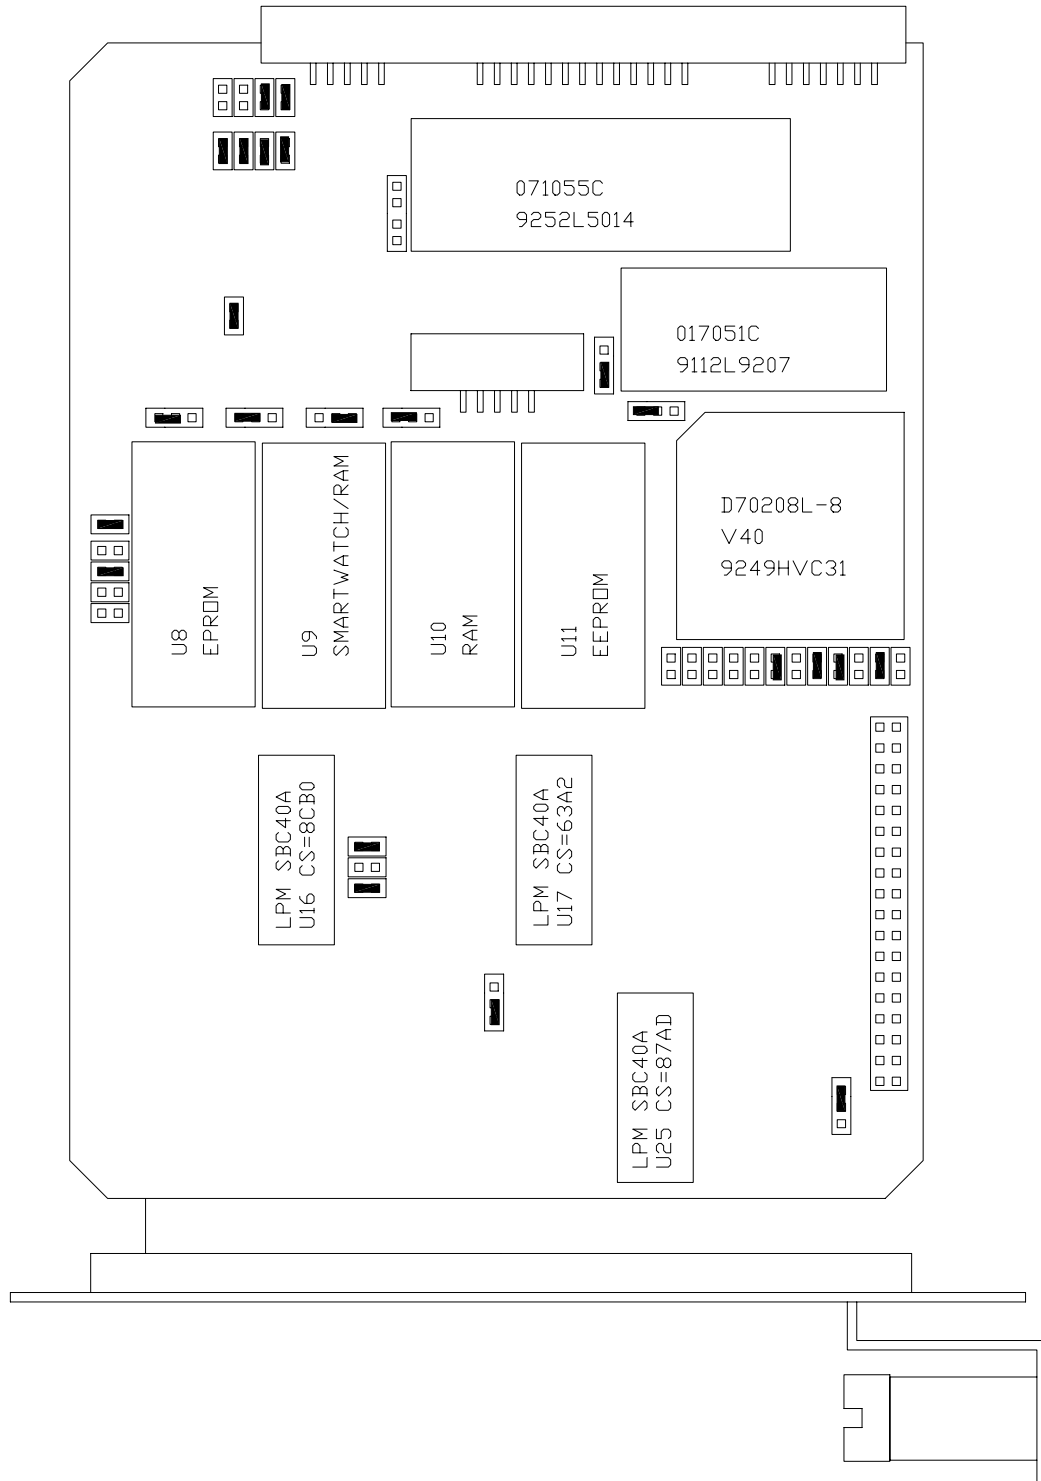 071055C
9252L5014
017051C
9112L9207
D70208L-8
V40
9249HVC31
U8
EPROM
U9
SMARTWATCH/RAM
U10
RAM
U11
EEPROM
LPM SBC40A
U16 CS=8CB0
LPM SBC40A
U17 CS=63A2
LPM SBC40A
U25 CS=87AD